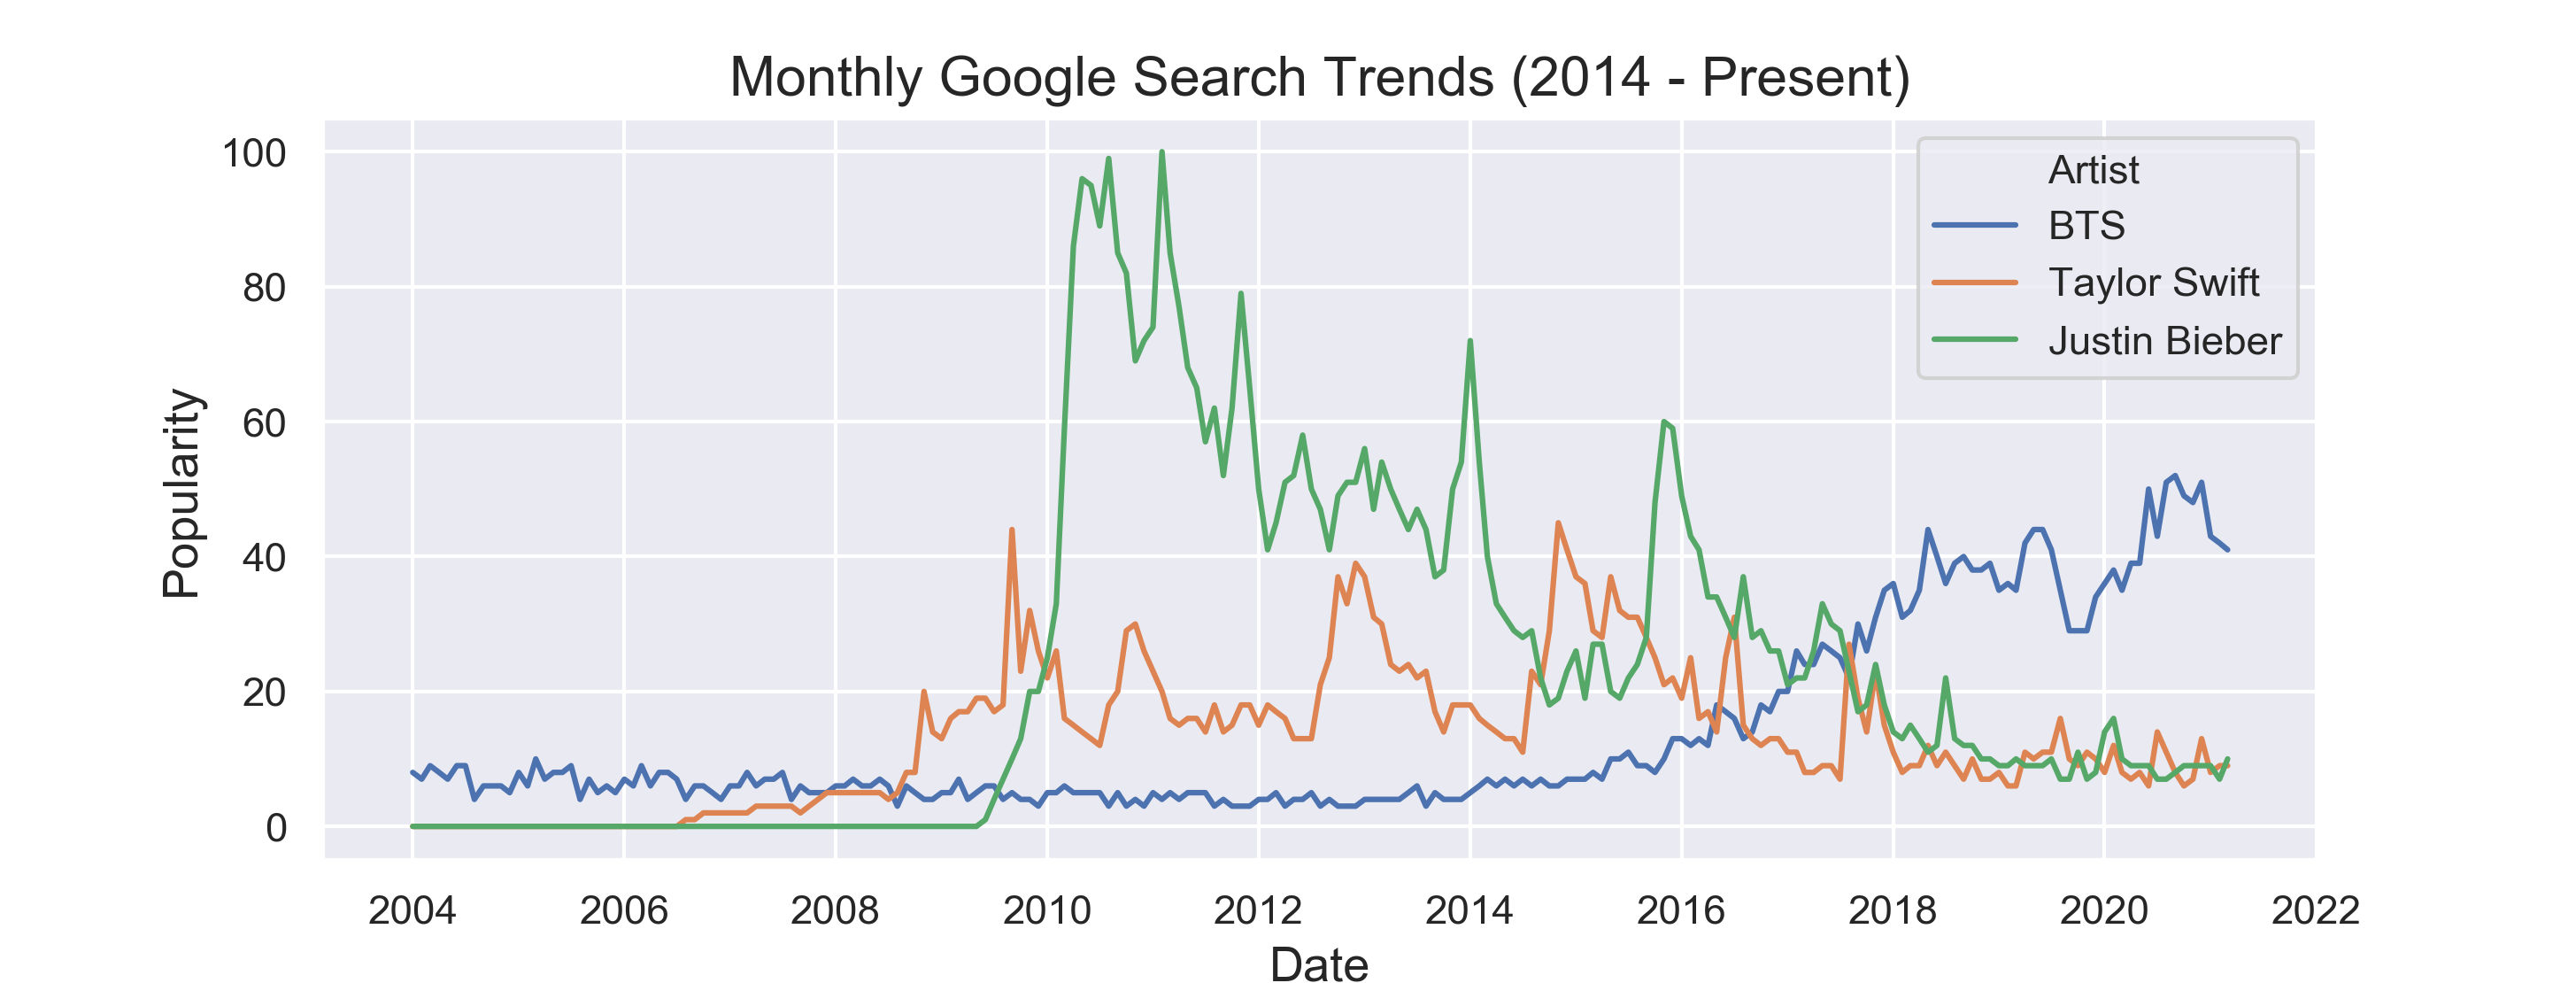 Monthly Google Search Trends (2014 - Present)
Popularity
100
80
60
40
20
0
Artist
BTS
Taylor Swift
Justin Bieber
2004 2006 2008 2010 2012 2014 2016 2018 2020 2022
Date